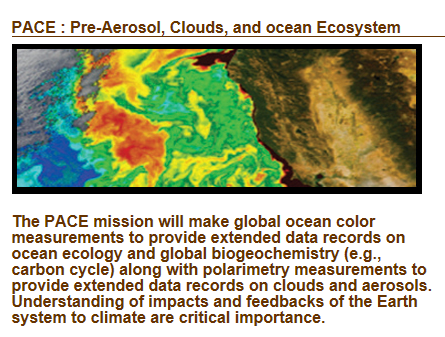 PACE : Pre-Aerosol, Clouds, and ocean Ecosystem
The PACE mission will make global ocean color
measurements to provide extended data records on
ocean ecology and global biogeochemistry (e.g.,
carbon cycle) along with polarimetry measurements to
provide extended data records on clouds and aerosols.
Understanding of impacts and feedbacks of the Earth
system to climate are critical importance.